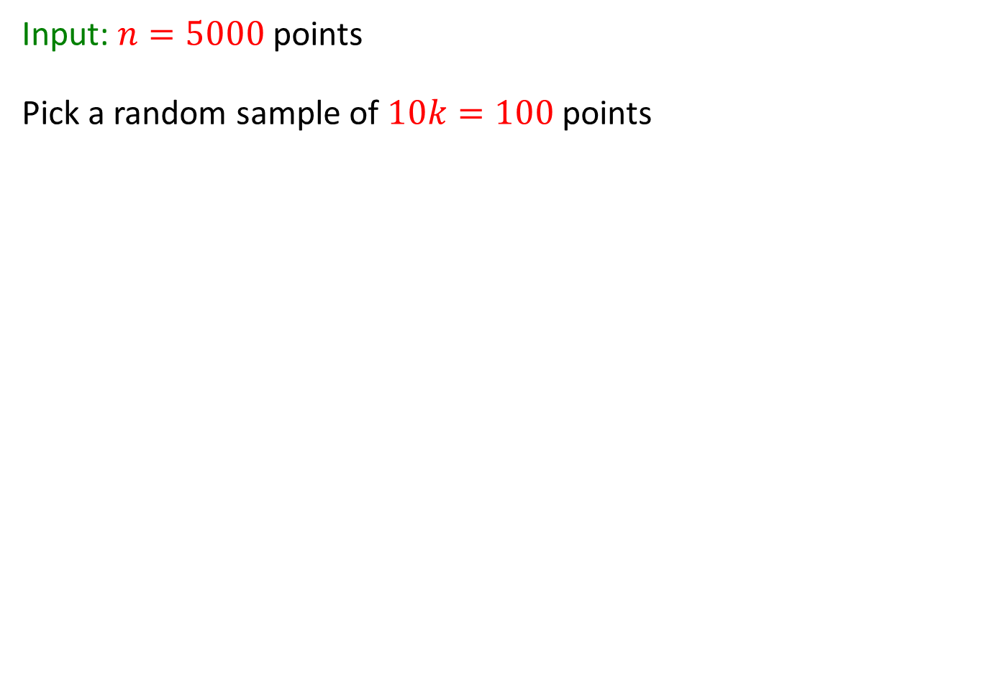 Input: n = 5000 points
Pick a random sample of 10k = 100 points